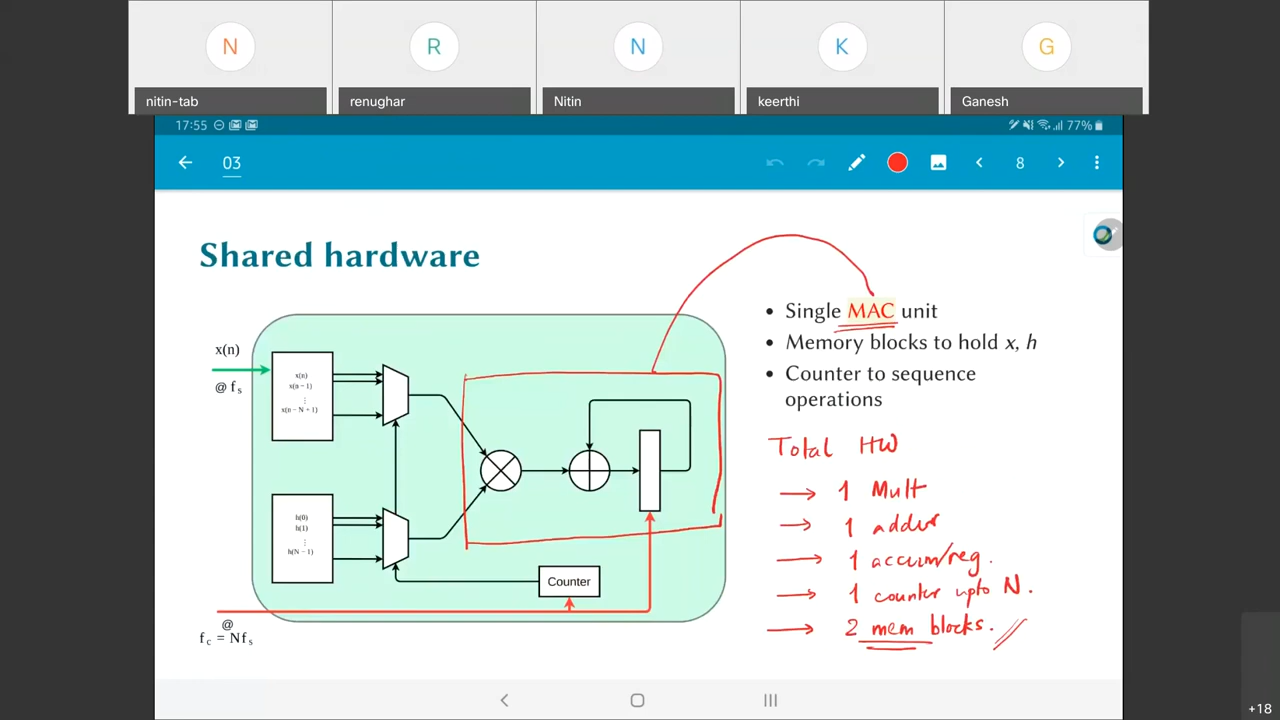 N
R
N
K
G
nitin-tab
renughar
Nitin
keerthi
Ganesh
17:55
77%
03
8
Shared hardware
x(n)
@ fs
x(n)
x(n − 1)
⋮
x(n − N + 1)
h(0)
h(1)
⋮
h(N − 1)
Counter
@
fc = Nfs
• Single MAC unit
• Memory blocks to hold x, h
• Counter to sequence
operations
Total HW
→ 1 Mult
→ 1 adder
→ 1 accum/reg.
→ 1 counter upto N.
→ 2 mem blocks.
+18